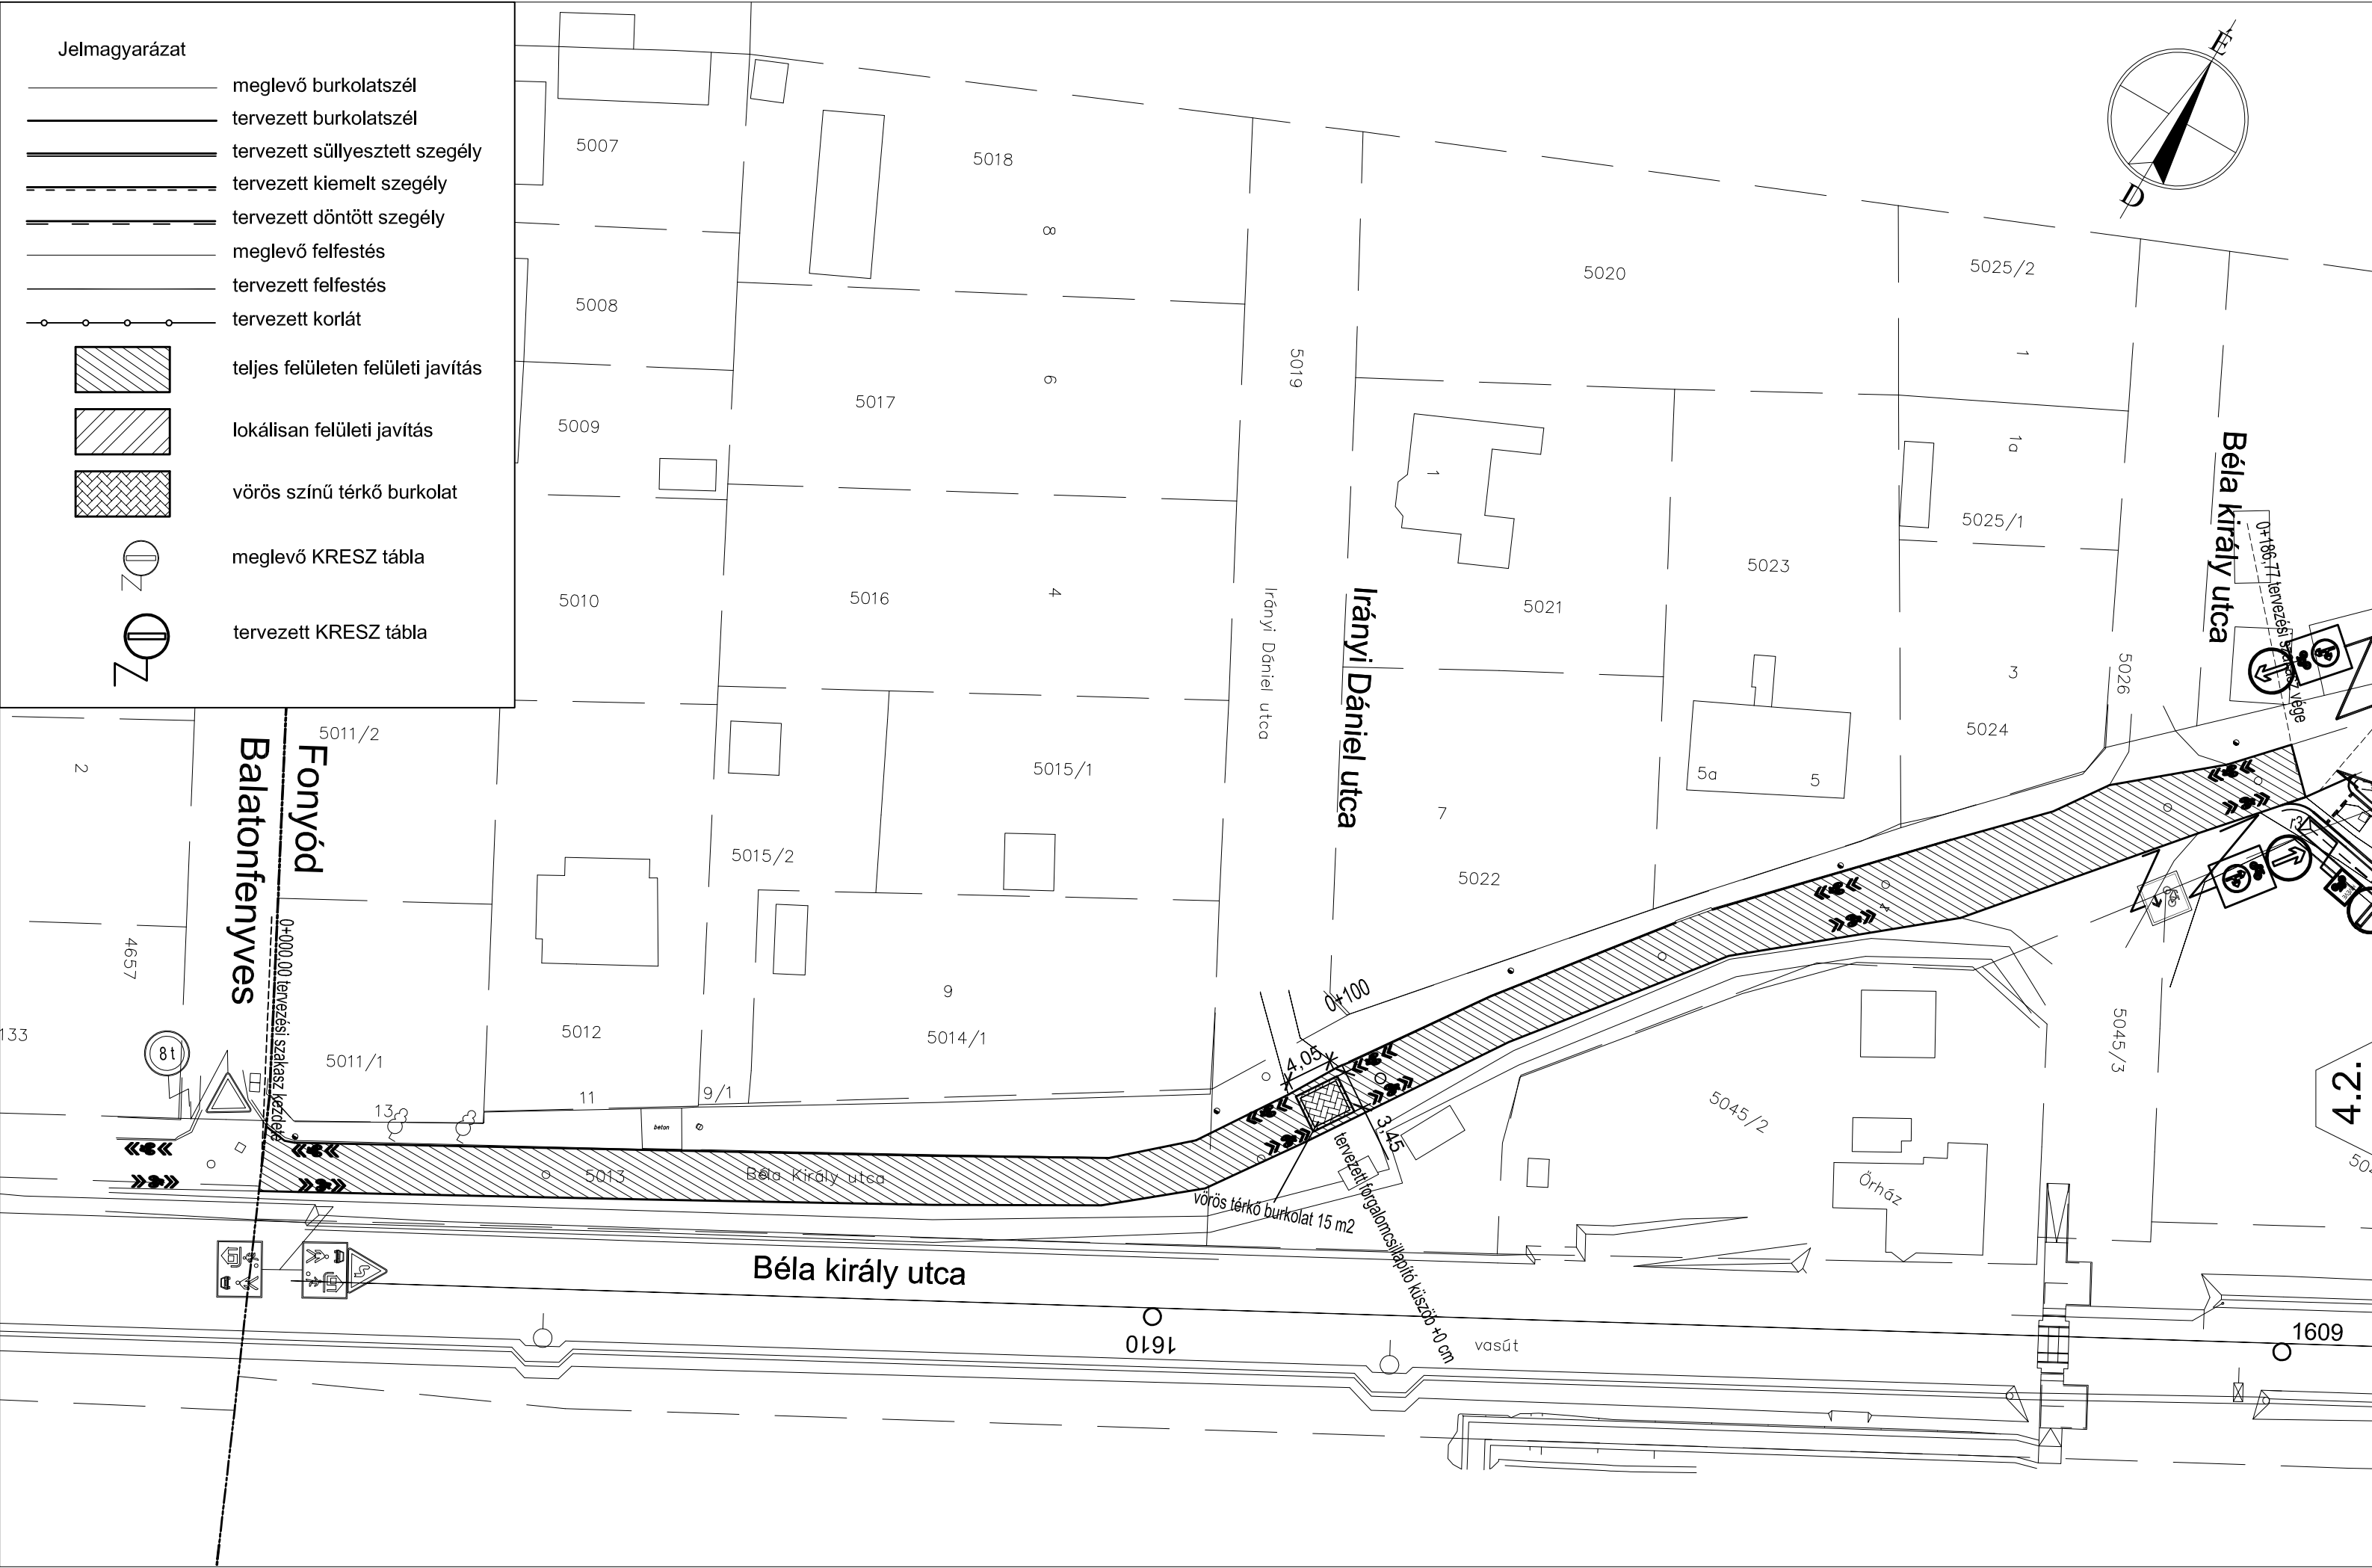 Jelmagyarázat
meglevő burkolatszél
tervezett burkolatszél
tervezett süllyesztett szegély
tervezett kiemelt szegély
tervezett döntött szegély
meglevő felfestés
tervezett felfestés
tervezett korlát
teljes felületen felületi javítás
lokálisan felületi javítás
vörös színű térkő burkolat
meglevő KRESZ tábla
tervezett KRESZ tábla
É
D
5007
5018
8
5020
5025/2
5008
6
5019
1
5017
5009
1
1a
5025/1
Béla király utca
0+186,77 tervezési szakasz vége
5010
5016
4
Irányi Dániel utca
Irányi Dániel utca
5021
5023
3
5026
5024
2
Balatonfenyves
Fonyód
5011/2
5015/1
5a
5
7
5015/2
5022
r3
4657
0+000.00 tervezési szakasz kezdete
133
8 t
5011/1
5012
9
5014/1
0+100
4,05
3,45
13
11
9/1
beton
5045/2
5045/3
4.2.
504
5013
Béla Király utca
Őrház
vörös térkő burkolat 15 m2
tervezett forgalomcsillapító küszöb +0 cm
Béla király utca
1610
vasút
1609